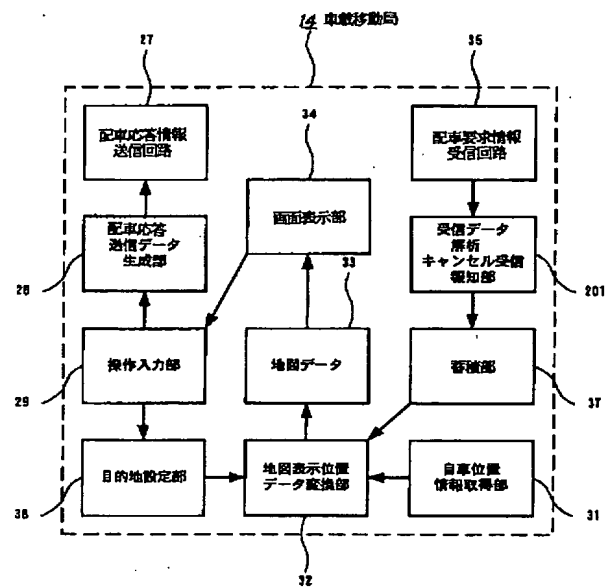 14 車載移動局
27
35
34
配車応答情報
送信回路
配車要求情報
受信回路
画面表示部
配車応答
送信データ
生成部
33
受信データ
解析
キャンセル受信
報知部
28
201
操作入力部
地図データ
蓄積部
29
37
目的地設定部
地図表示位置
データ変換部
自車位置
情報取得部
36
31
32